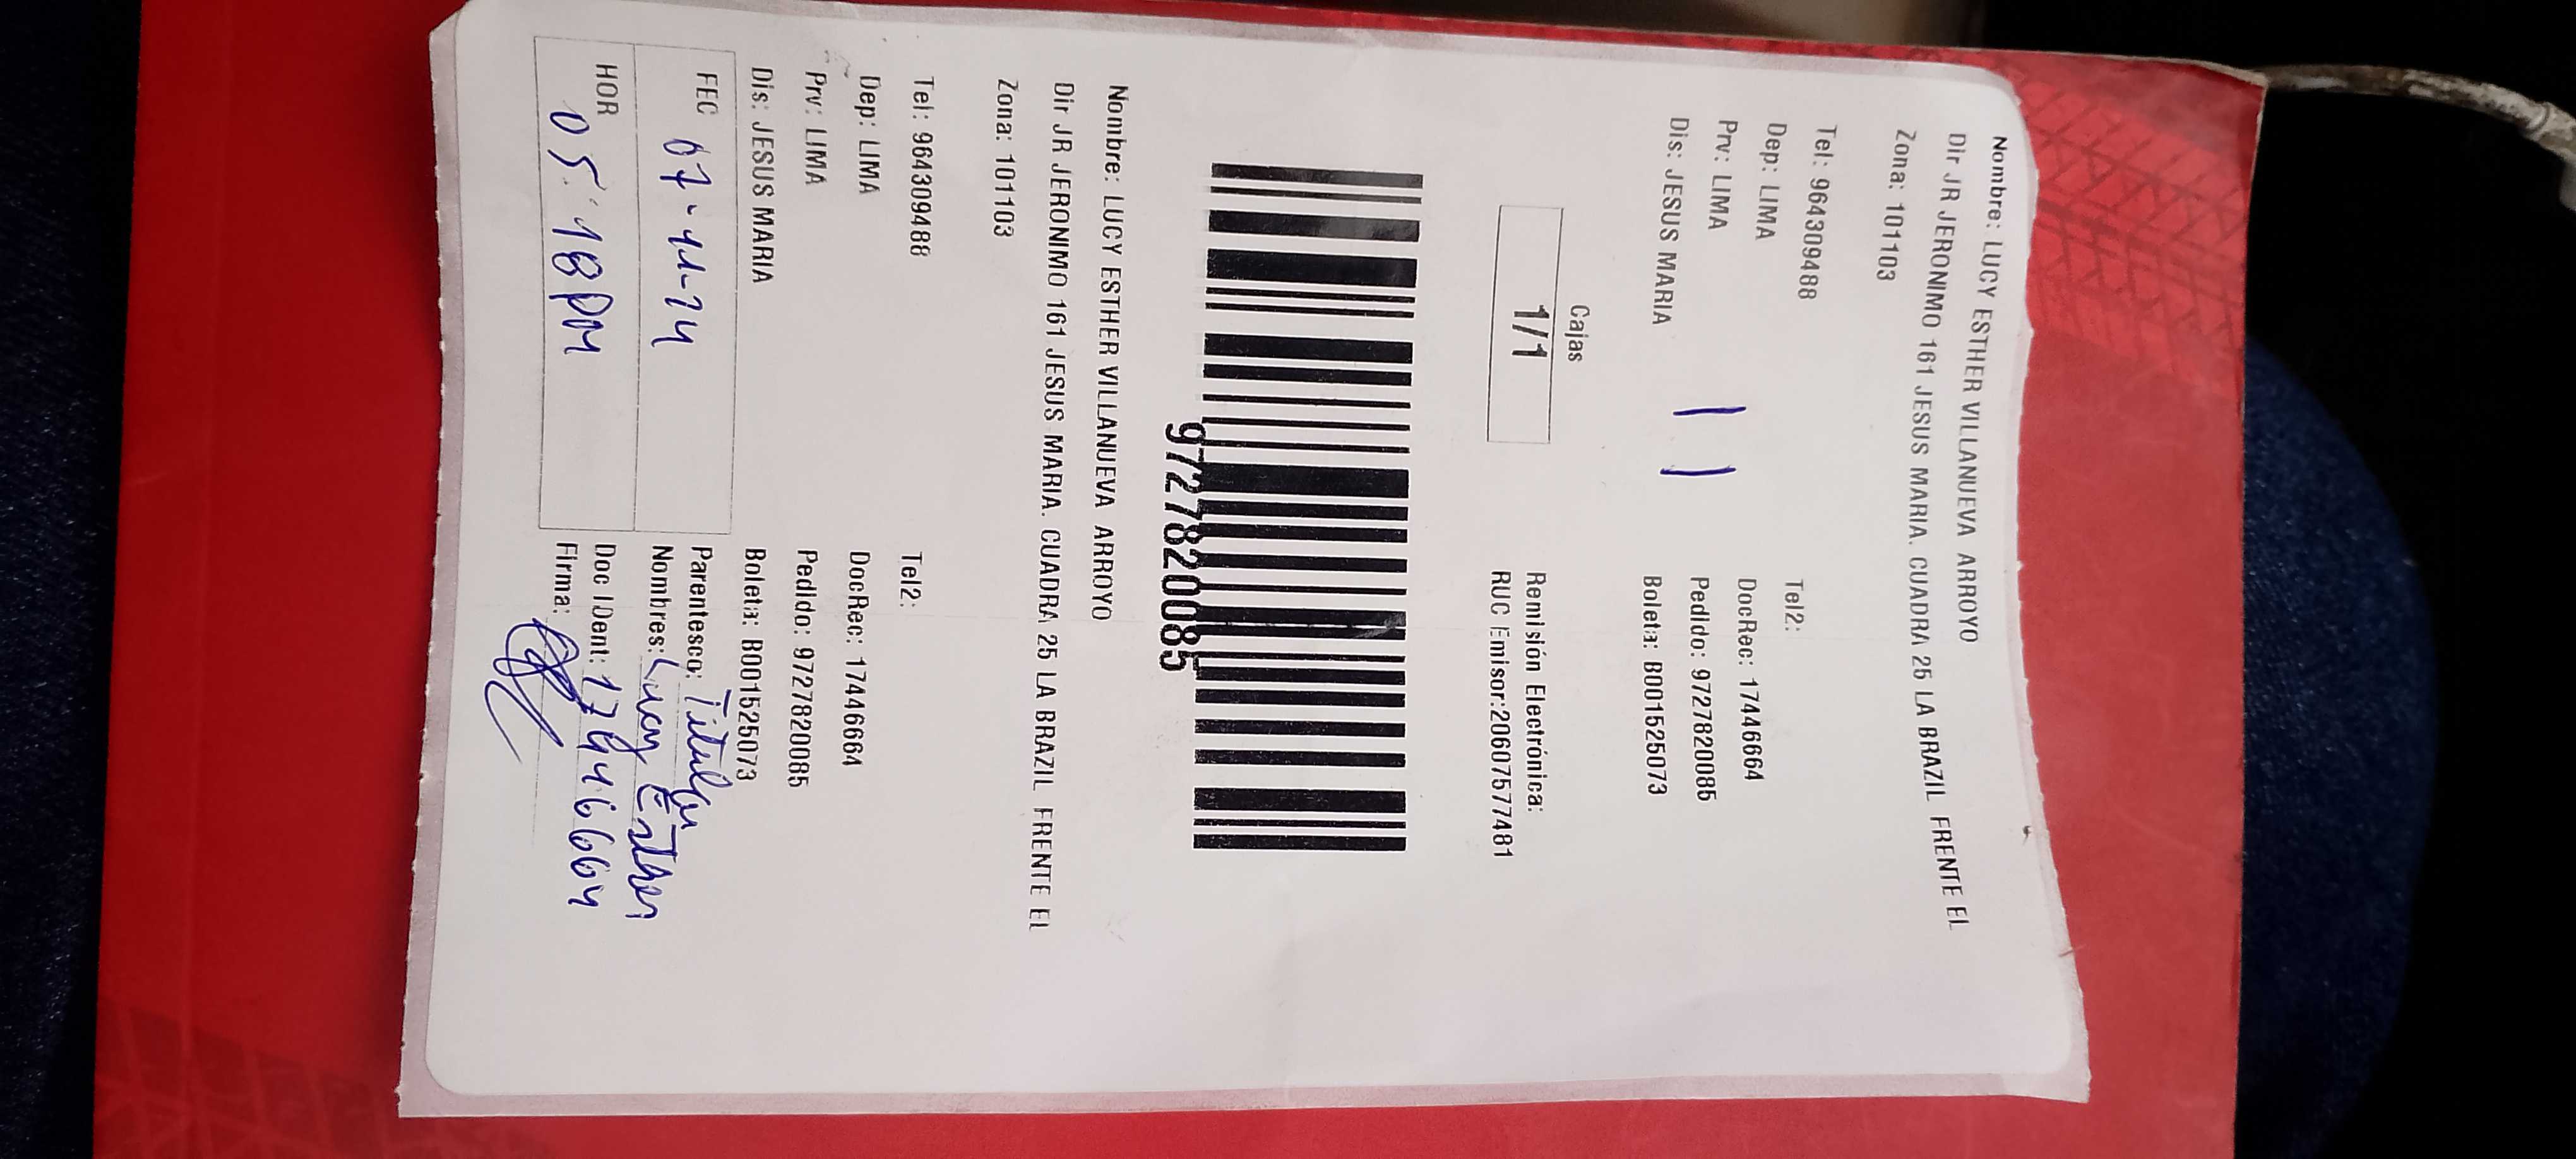 Nombre: LUCY ESTHER VILLANUEVA ARROYO
Dir JR JERONIMO 161 JESUS MARIA. CUADRA 25 LA BRAZIL FRENTE EL
Zona: 101103
Tel: 964309488 Tel2:
Dep: LIMA DocRec: 17446664
Prv: LIMA Pedido: 9727820085
Dis: JESUS MARIA Boleta: B001525073
Cajas
1/1
Remisión Electrónica:
RUC Emisor:20607577481
9727820085
Nombre: LUCY ESTHER VILLANUEVA ARROYO
Dir JR JERONIMO 161 JESUS MARIA. CUADRA 25 LA BRAZIL FRENTE EL
Zona: 101103
Tel: 964309488 Tel2:
Dep: LIMA DocRec: 17446664
Prv: LIMA Pedido: 9727820085
Dis: JESUS MARIA Boleta: B001525073
FEC 07-11-24 Parentesco: Titular
Nombres: Lucy Esther
HOR 05:18PM Doc IDent: 17446664
Firma: